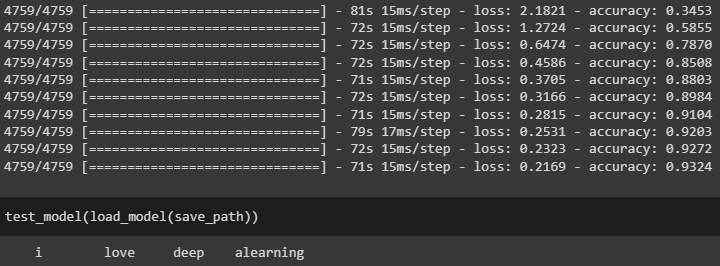 4759/4759 [==============================] - 81s 15ms/step - loss: 2.1821 - accuracy: 0.3453
4759/4759 [==============================] - 72s 15ms/step - loss: 1.2724 - accuracy: 0.5855
4759/4759 [==============================] - 72s 15ms/step - loss: 0.6474 - accuracy: 0.7870
4759/4759 [==============================] - 72s 15ms/step - loss: 0.4586 - accuracy: 0.8508
4759/4759 [==============================] - 71s 15ms/step - loss: 0.3705 - accuracy: 0.8803
4759/4759 [==============================] - 72s 15ms/step - loss: 0.3166 - accuracy: 0.8984
4759/4759 [==============================] - 71s 15ms/step - loss: 0.2815 - accuracy: 0.9104
4759/4759 [==============================] - 79s 17ms/step - loss: 0.2531 - accuracy: 0.9203
4759/4759 [==============================] - 72s 15ms/step - loss: 0.2323 - accuracy: 0.9272
4759/4759 [==============================] - 71s 15ms/step - loss: 0.2169 - accuracy: 0.9324
test_model(load_model(save_path))
i love deep alearning